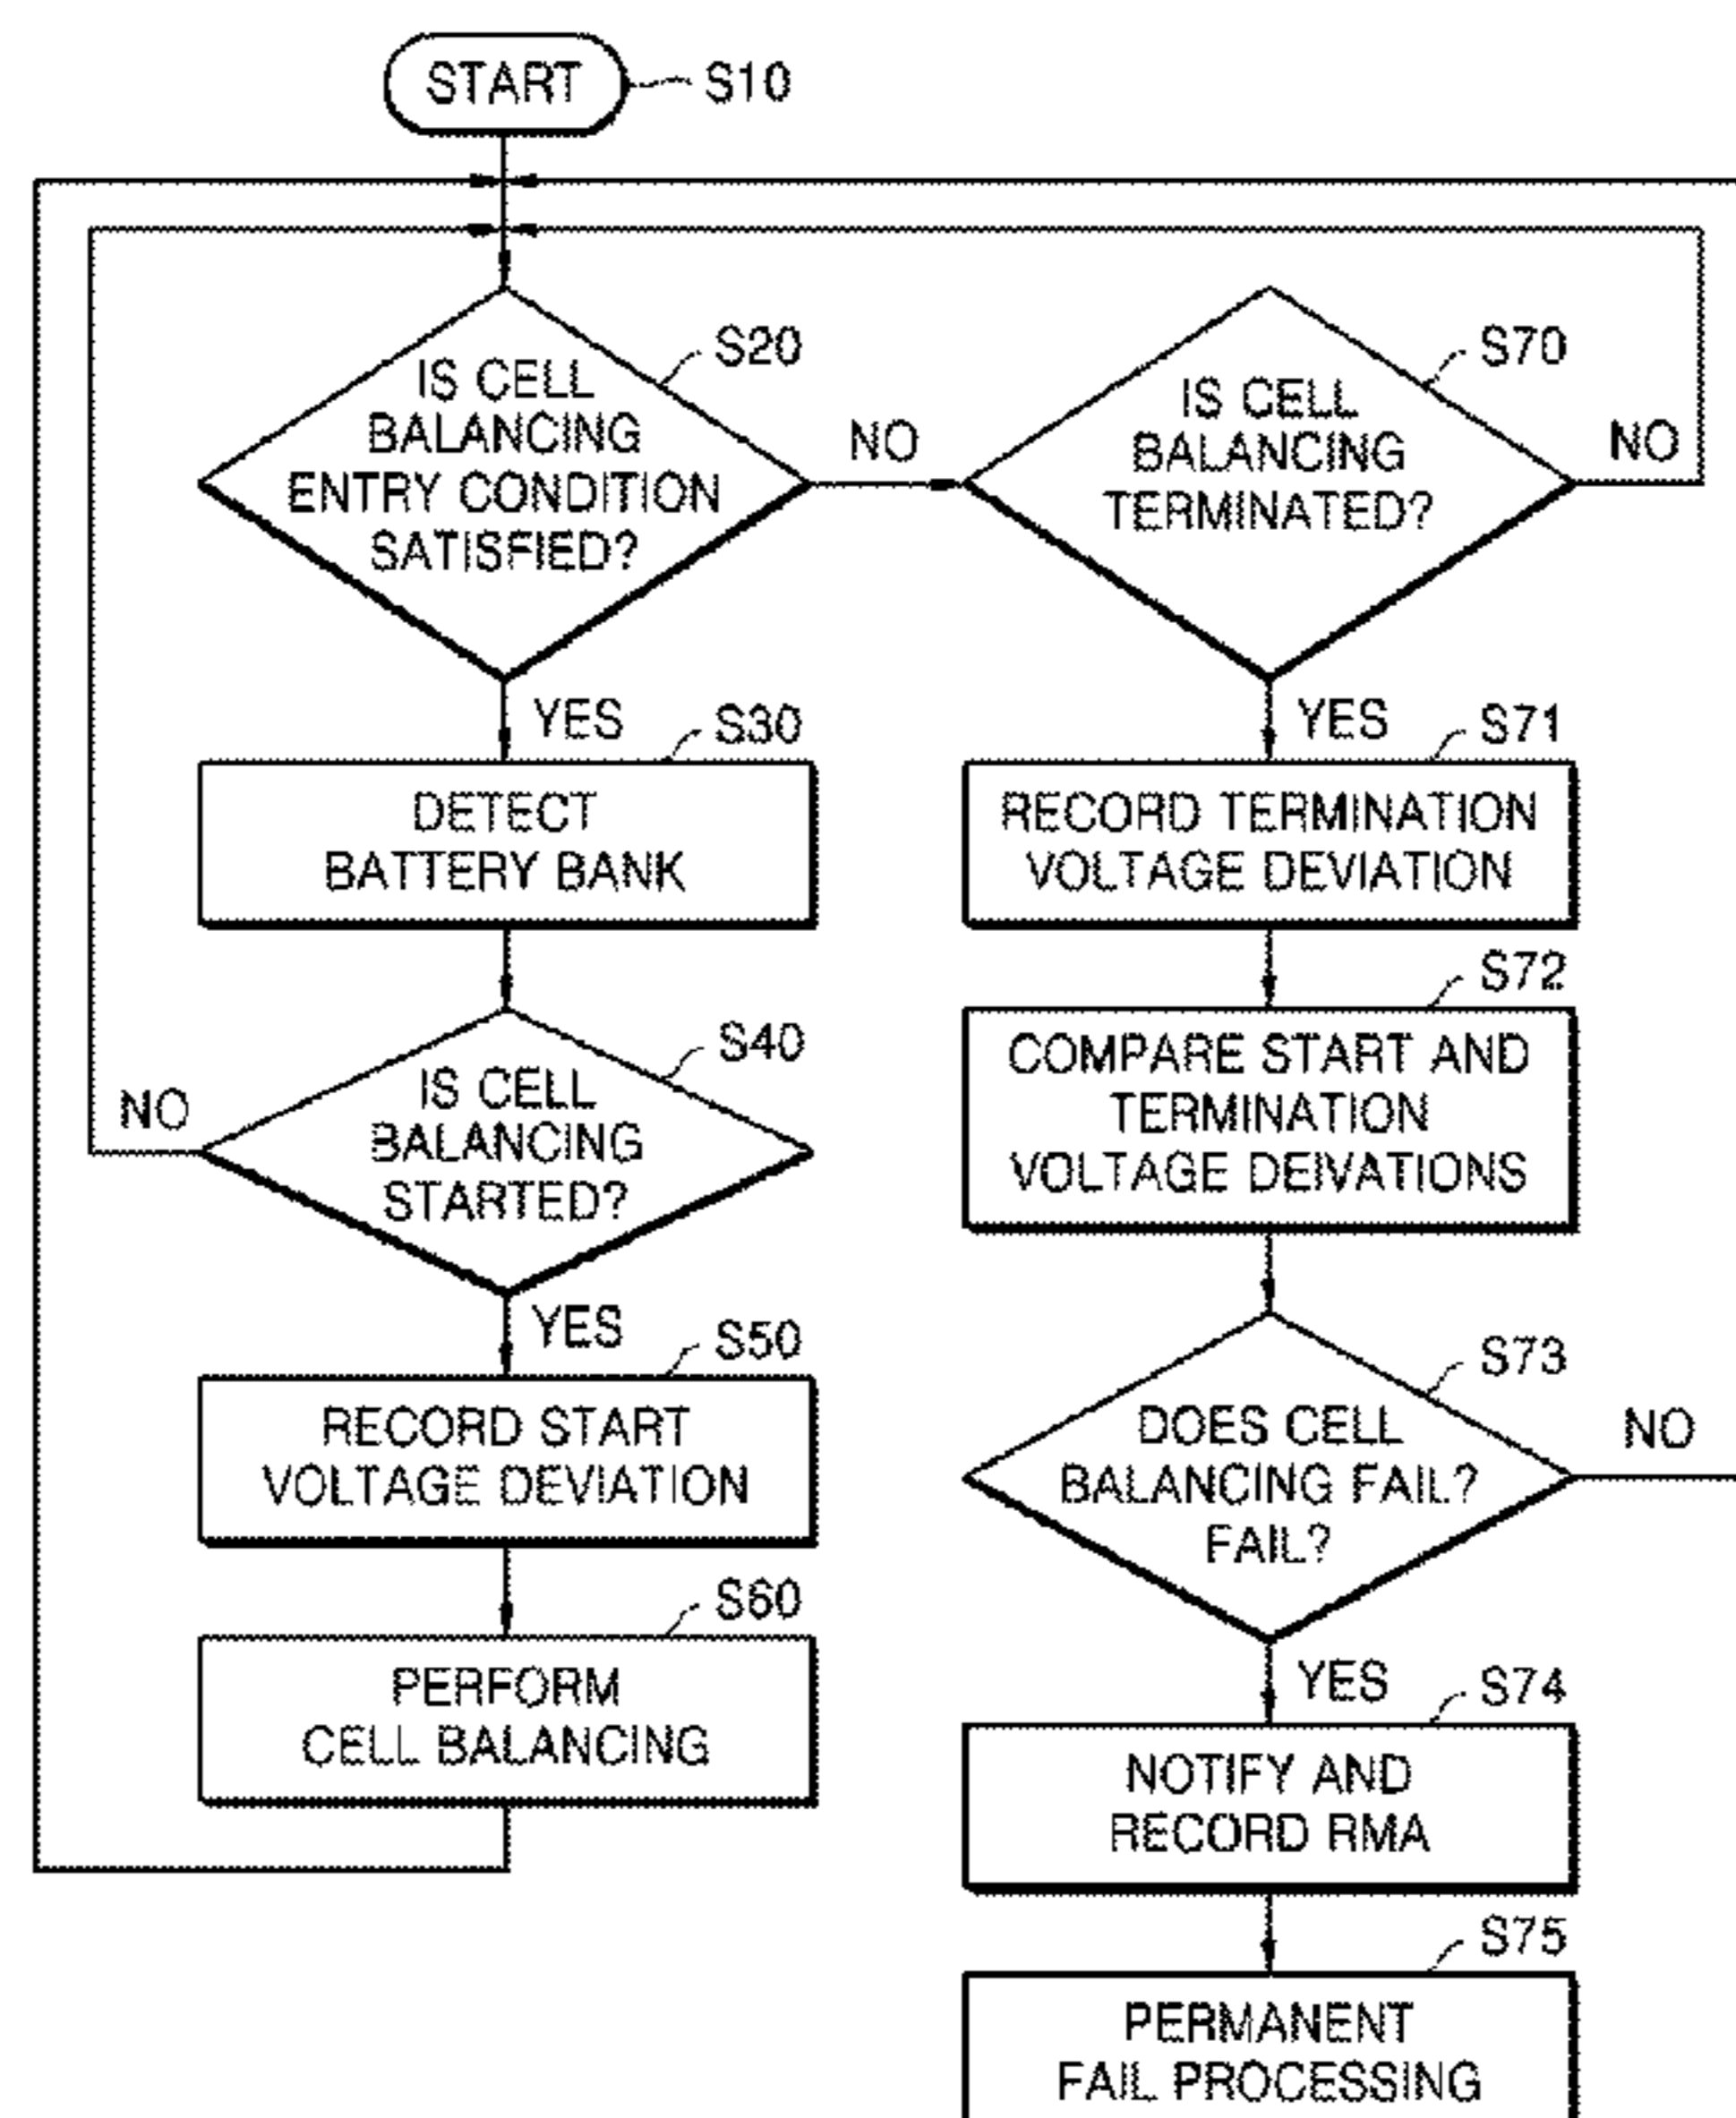 START
S10
S20
IS CELL
BALANCING
ENTRY CONDITION
SATISFIED?
NO
YES
S30
DETECT
BATTERY BANK
S40
IS CELL
BALANCING
STARTED?
NO
YES
S50
RECORD START
VOLTAGE DEVIATION
S60
PERFORM
CELL BALANCING
S70
IS CELL
BALANCING
TERMINATED?
NO
YES
S71
RECORD TERMINATION
VOLTAGE DEVIATION
S72
COMPARE START AND
TERMINATION
VOLTAGE DEIVATIONS
S73
DOES CELL
BALANCING FAIL?
FAIL?
NO
YES
S74
NOTIFY AND
RECORD RMA
S75
PERMANENT
FAIL PROCESSING